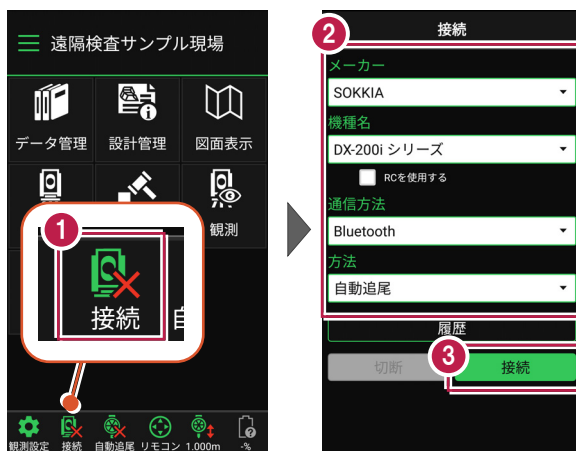 遠隔検査サンプル現場
データ管理
設計管理
図面表示
観測
1
接続
観測設定
接続
自動追尾
リモコン
1.000m
-%
2
接続
メーカー
SOKKIA
機種名
DX-200i シリーズ
RCを使用する
通信方法
Bluetooth
方法
自動追尾
履歴
切断
3
接続